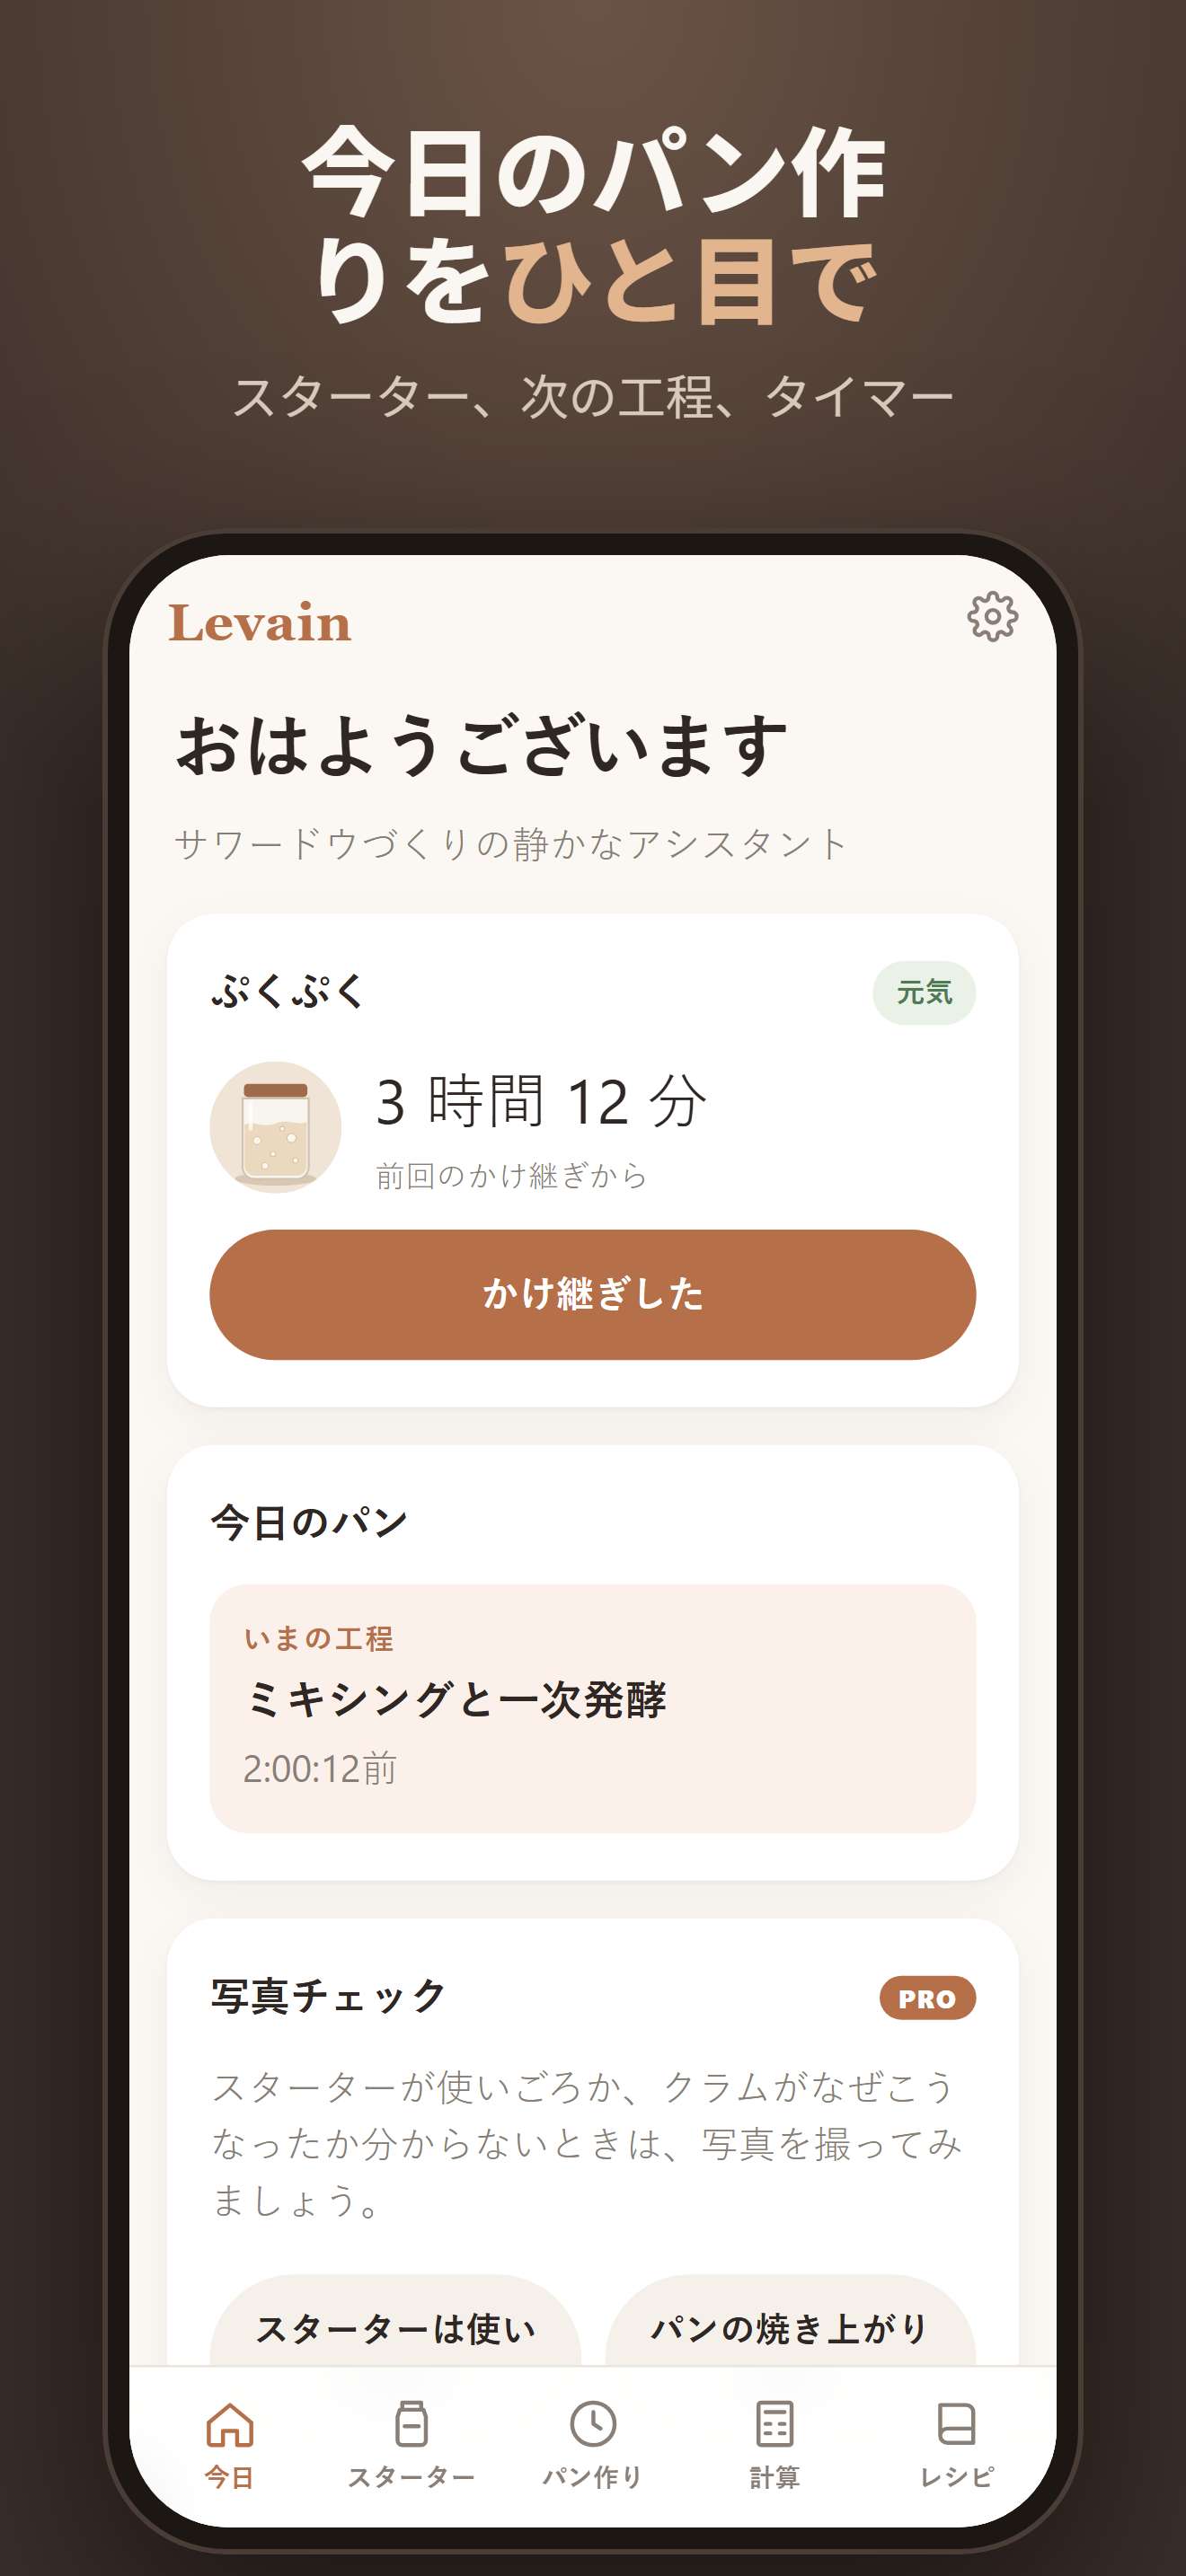 今日のパン作
りをひと目で
スターター、次の工程、タイマー
Levain
おはようございます
サワードウづくりの静かなアシスタント
ぷくぷく
元気
3 時間 12 分
前回のかけ継ぎから
かけ継ぎした
今日のパン
いまの工程
ミキシングと一次発酵
2:00:12前
写真チェック
PRO
スターターが使いごろか、クラムがなぜこう
なったか分からないときは、写真を撮ってみ
ましょう。
スターターは使い
パンの焼き上がり
今日
スターター
パン作り
計算
レシピ